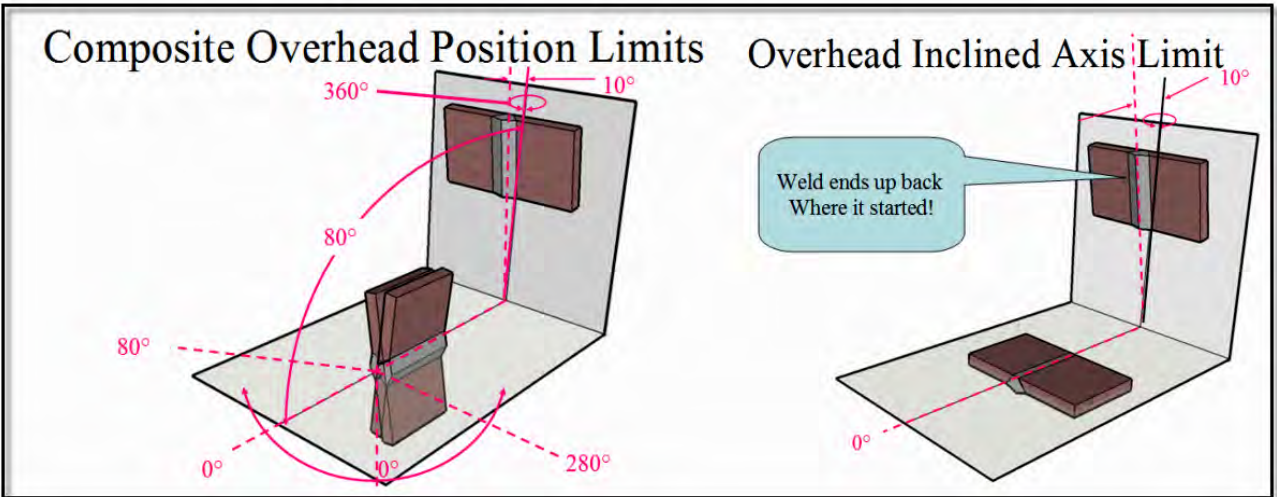 Composite Overhead Position Limits
360°
10°
80°
80°
0°
0°
280°
Overhead Inclined Axis Limit
10°
Weld ends up back
Where it started!
0°